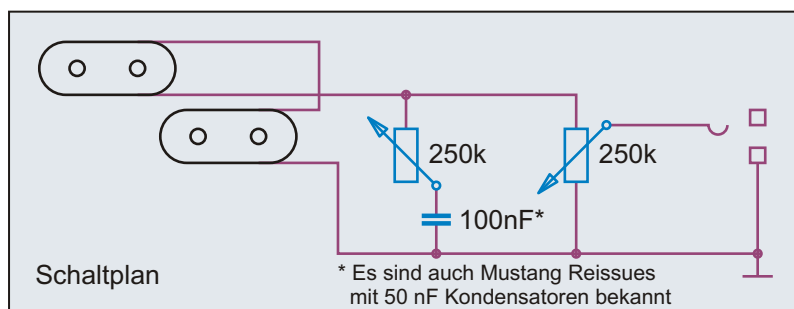 250k
250k
100nF*
Schaltplan
* Es sind auch Mustang Reissues
mit 50 nF Kondensatoren bekannt